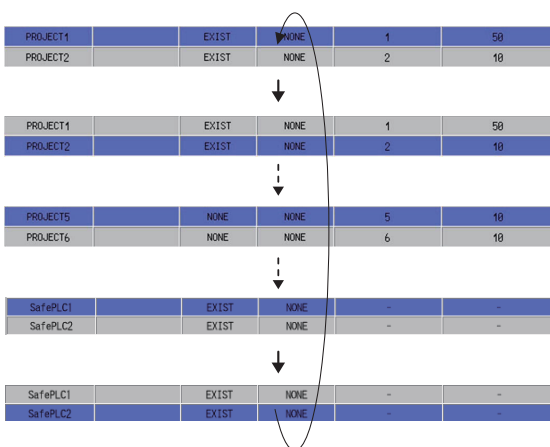 PROJECT1 EXIST NONE 1 50
PROJECT2 EXIST NONE 2 10
PROJECT1 EXIST NONE 1 50
PROJECT2 EXIST NONE 2 10
PROJECT5 NONE NONE 5 10
PROJECT6 NONE NONE 6 10
SafePLC1 EXIST NONE - -
SafePLC2 EXIST NONE - -
SafePLC1 EXIST NONE - -
SafePLC2 EXIST NONE - -